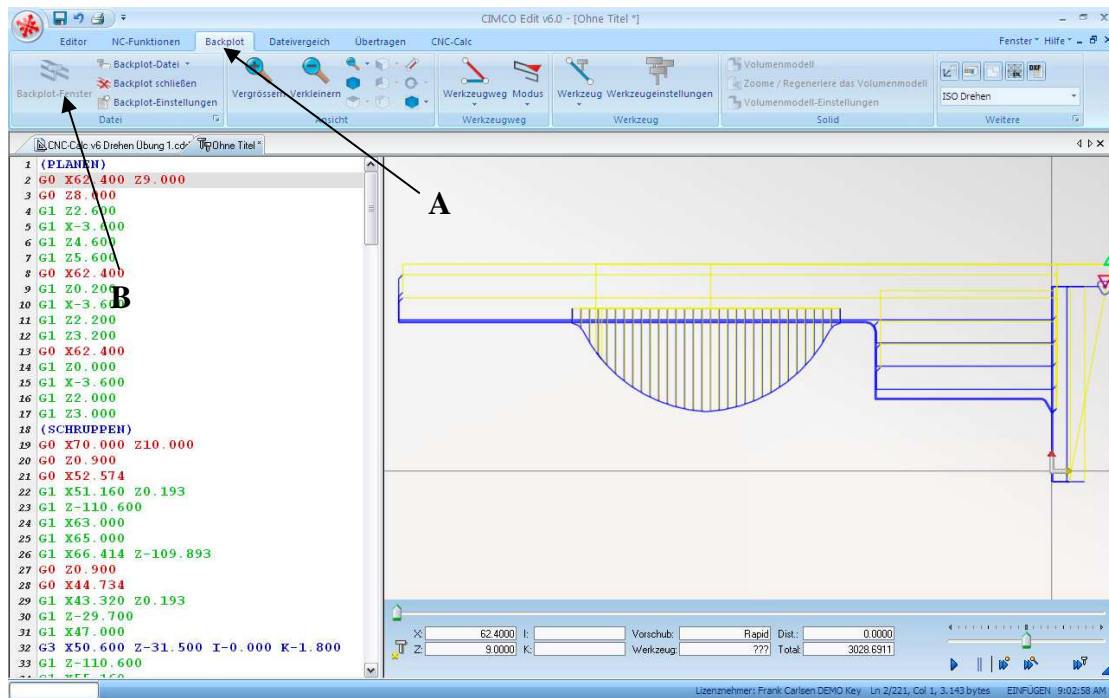 CIMCO Edit v6.0 - [Ohne Titel *]
Editor NC-Funktionen Backplot Dateivergeich Übertragen CNC-Calc Fenster Hilfe
Backplot-Fenster
Backplot-Datei
Backplot schließen
Backplot-Einstellungen
Datei
Vergrössern Verkleinern
Ansicht
Werkzeugweg Modus
Werkzeugweg
Werkzeug Werkzeugeinstellungen
Werkzeug
Volumenmodell
Zoome / Regeneriere das Volumenmodell
Volumenmodell-Einstellungen
Solid
DXF
ISO Drehen
Weitere
CNC-Calc v6 Drehen Übung 1.cdd Ohne Titel *
1 (PLANEN)
2 G0 X62.400 Z9.000
3 G0 Z8.000
4 G1 Z2.600
5 G1 X-3.600
6 G1 Z4.600
7 G1 Z5.600
8 G0 X62.400
9 G1 Z0.200
10 G1 X-3.600
11 G1 Z2.200
12 G1 Z3.200
13 G0 X62.400
14 G1 Z0.000
15 G1 X-3.600
16 G1 Z2.000
17 G1 Z3.000
18 (SCHRUPPEN)
19 G0 X70.000 Z10.000
20 G0 Z0.900
21 G0 X52.574
22 G1 X51.160 Z0.193
23 G1 Z-110.600
24 G1 X63.000
25 G1 X65.000
26 G1 X66.414 Z-109.893
27 G0 Z0.900
28 G0 X44.734
29 G1 X43.320 Z0.193
30 G1 Z-29.700
31 G1 X47.000
32 G3 X50.600 Z-31.500 I-0.000 K-1.800
33 G1 Z-110.600
A
B
X: 62.4000 I: Vorschub: Rapid Dist.: 0.0000
Z: 9.0000 K: Werkzeug: ??? Total: 3028.6911
Lizenznehmer: Frank Carlsen DEMO Key Ln 2/221, Col 1, 3.143 bytes EINFÜGEN 9:02:58 AM